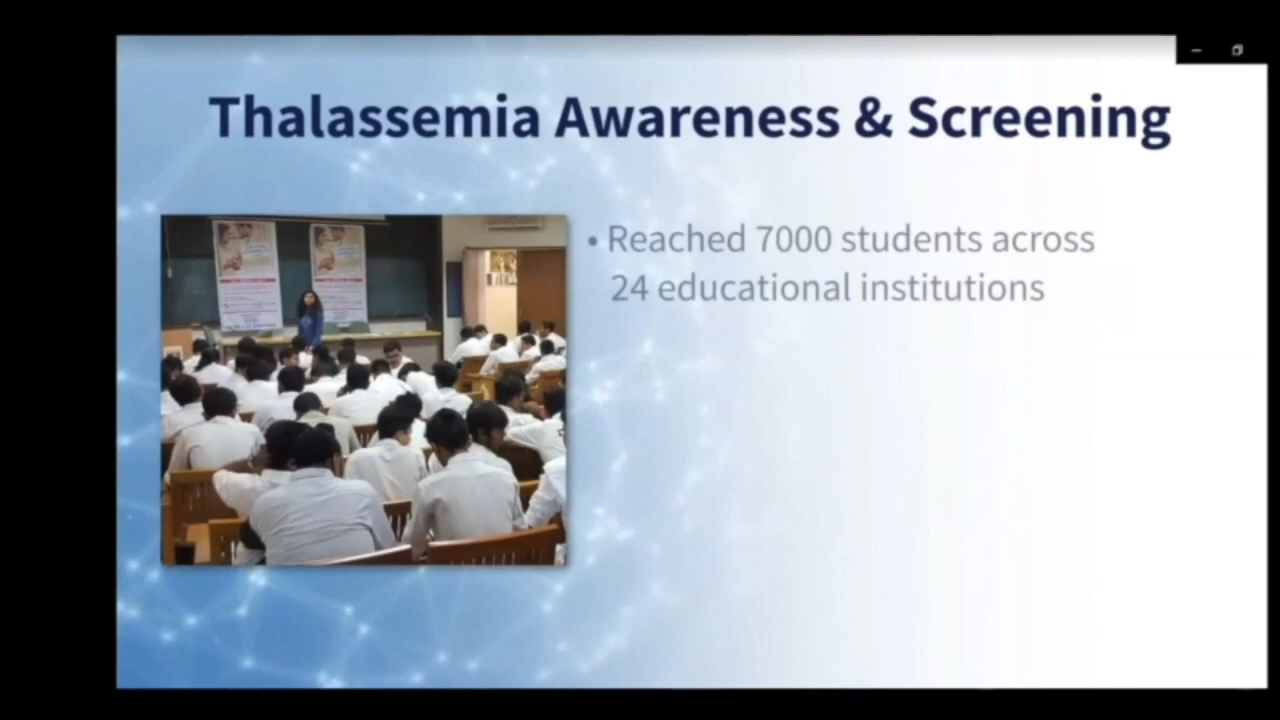 Thalassemia Awareness & Screening
• Reached 7000 students across
24 educational institutions